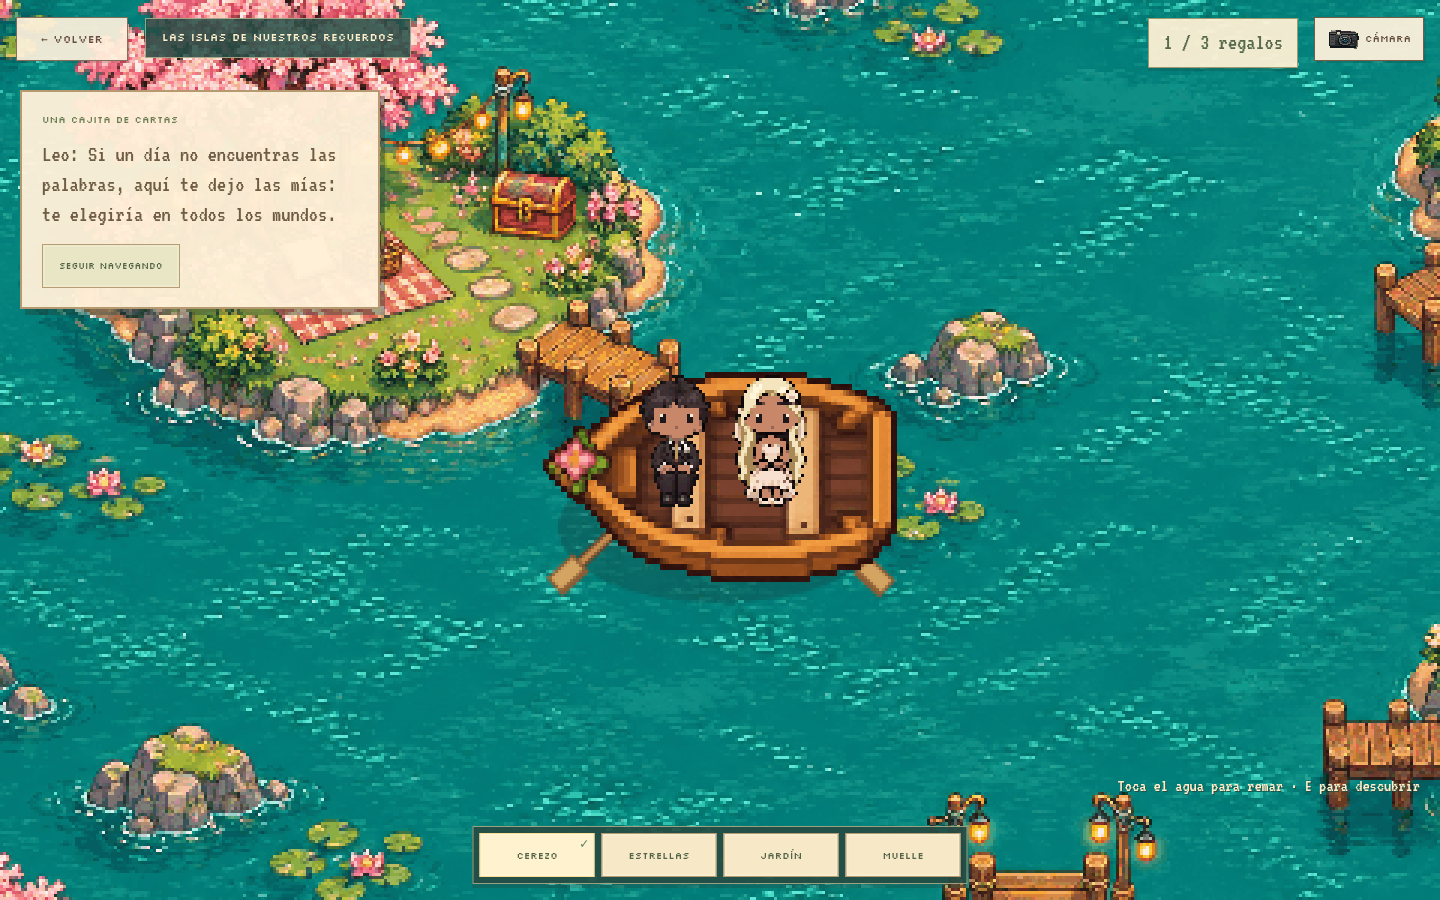 ← VOLVER
LAS ISLAS DE NUESTROS RECUERDOS
1 / 3 regalos
CÁMARA
UNA CAJITA DE CARTAS
Leo: Si un día no encuentras las
palabras, aquí te dejo las mías:
te elegiría en todos los mundos.
SEGUIR NAVEGANDO
Toca el agua para remar · E para descubrir
CEREZO ✓
ESTRELLAS
JARDÍN
MUELLE